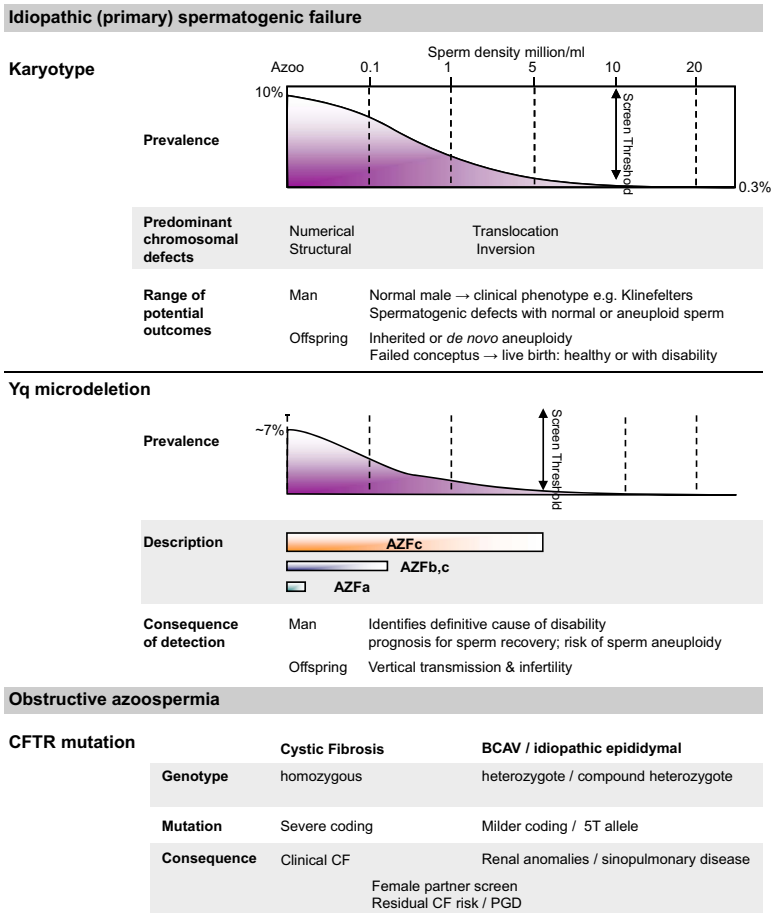 Idiopathic (primary) spermatogenic failure
Karyotype
Sperm density million/ml
Azoo 0.1 1 5 10 20
10%
Prevalence
Screen Threshold
0.3%
Predominant chromosomal defects
Numerical Translocation
Structural Inversion
Range of potential outcomes
Man Normal male → clinical phenotype e.g. Klinefelters
Spermatogenic defects with normal or aneuploid sperm
Offspring Inherited or de novo aneuploidy
Failed conceptus → live birth: healthy or with disability
Yq microdeletion
~7%
Prevalence
Screen Threshold
Description
AZFc
AZFb,c
AZFa
Consequence of detection
Man Identifies definitive cause of disability
prognosis for sperm recovery; risk of sperm aneuploidy
Offspring Vertical transmission & infertility
Obstructive azoospermia
CFTR mutation
Cystic Fibrosis BCAV / idiopathic epididymal
Genotype homozygous heterozygote / compound heterozygote
Mutation Severe coding Milder coding / 5T allele
Consequence Clinical CF Renal anomalies / sinopulmonary disease
Female partner screen
Residual CF risk / PGD